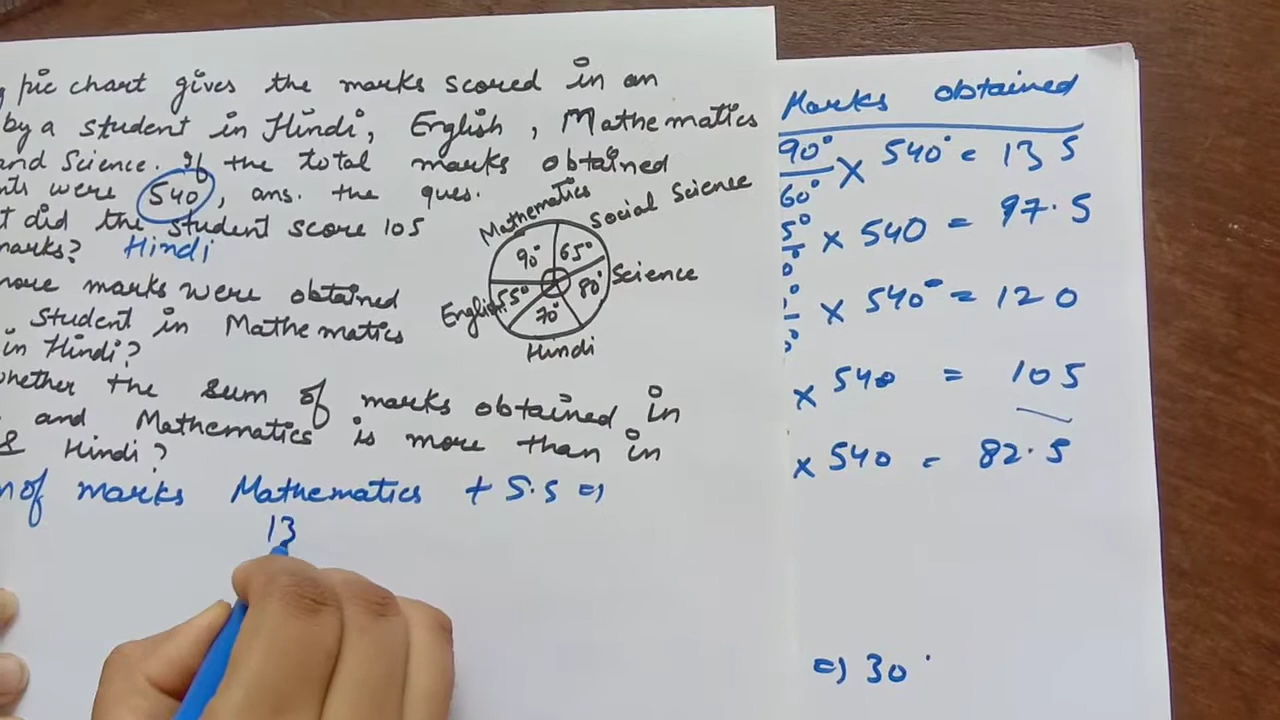 pie chart gives the marks scored in an
by a student in Hindi, English, Mathematics
and Science. If the total marks obtained
nts were 540, ans. the ques.
t did the student score 105
marks? Hindi
more marks were obtained
student in Mathematics
in Hindi?
whether the sum of marks obtained in
and Mathematics is more than in
& Hindi?
n of marks Mathematics + S.S =)
13
Mathematics
Social Science
90° 65°
Science
80°
English 55°
70°
Hindi
Marks obtained
90°/60° × 540° = 135
5° × 540 = 97.5
× 540° = 120
× 540 = 105
× 540 = 82.5
=) 30